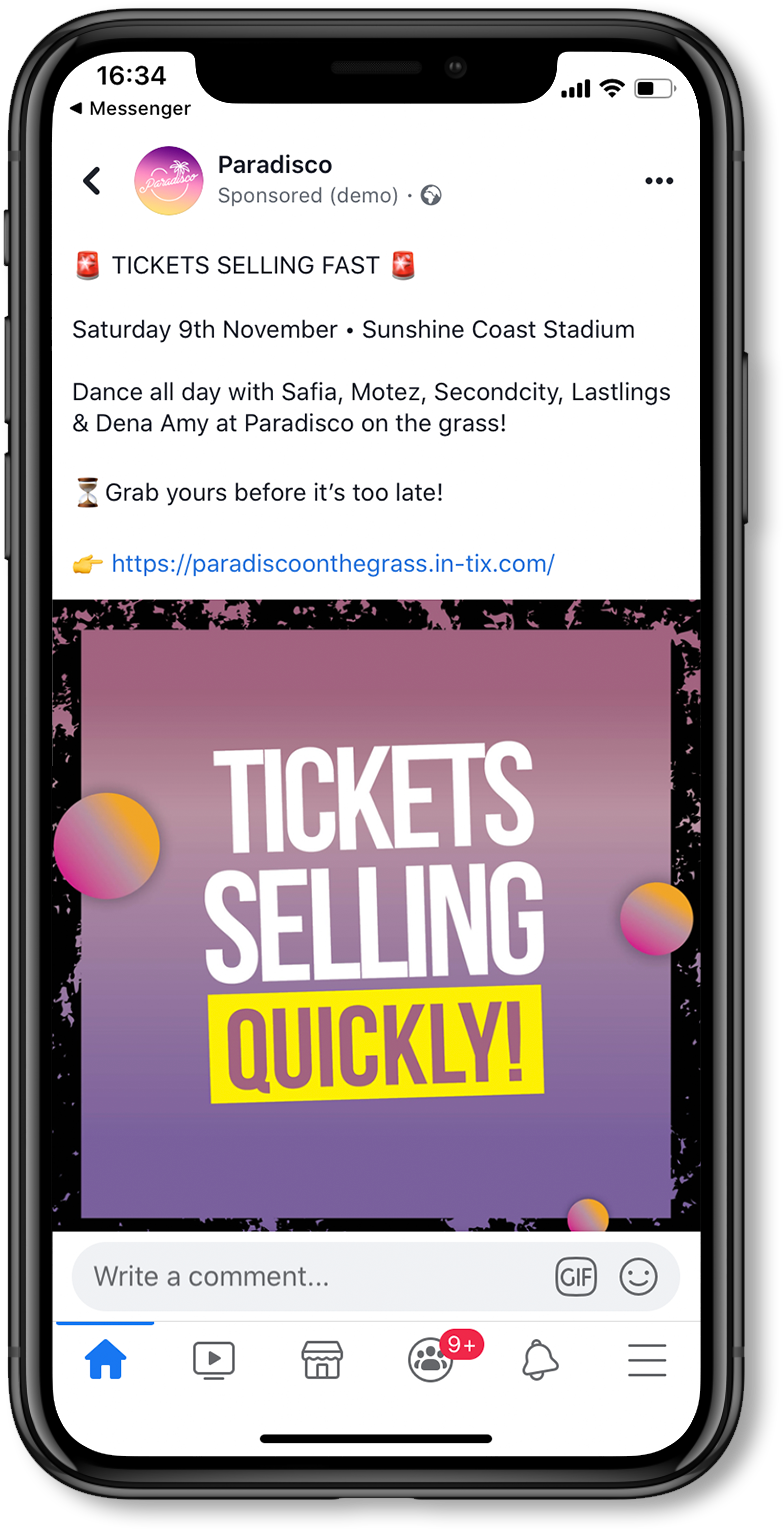 16:34
◀ Messenger
Paradisco
Paradisco
Sponsored (demo) ·
🚨 TICKETS SELLING FAST 🚨
Saturday 9th November • Sunshine Coast Stadium
Dance all day with Safia, Motez, Secondcity, Lastlings
& Dena Amy at Paradisco on the grass!
⏳Grab yours before it’s too late!
👉 https://paradiscoonthegrass.in-tix.com/
TICKETS
SELLING
QUICKLY!
Write a comment...
GIF
9+